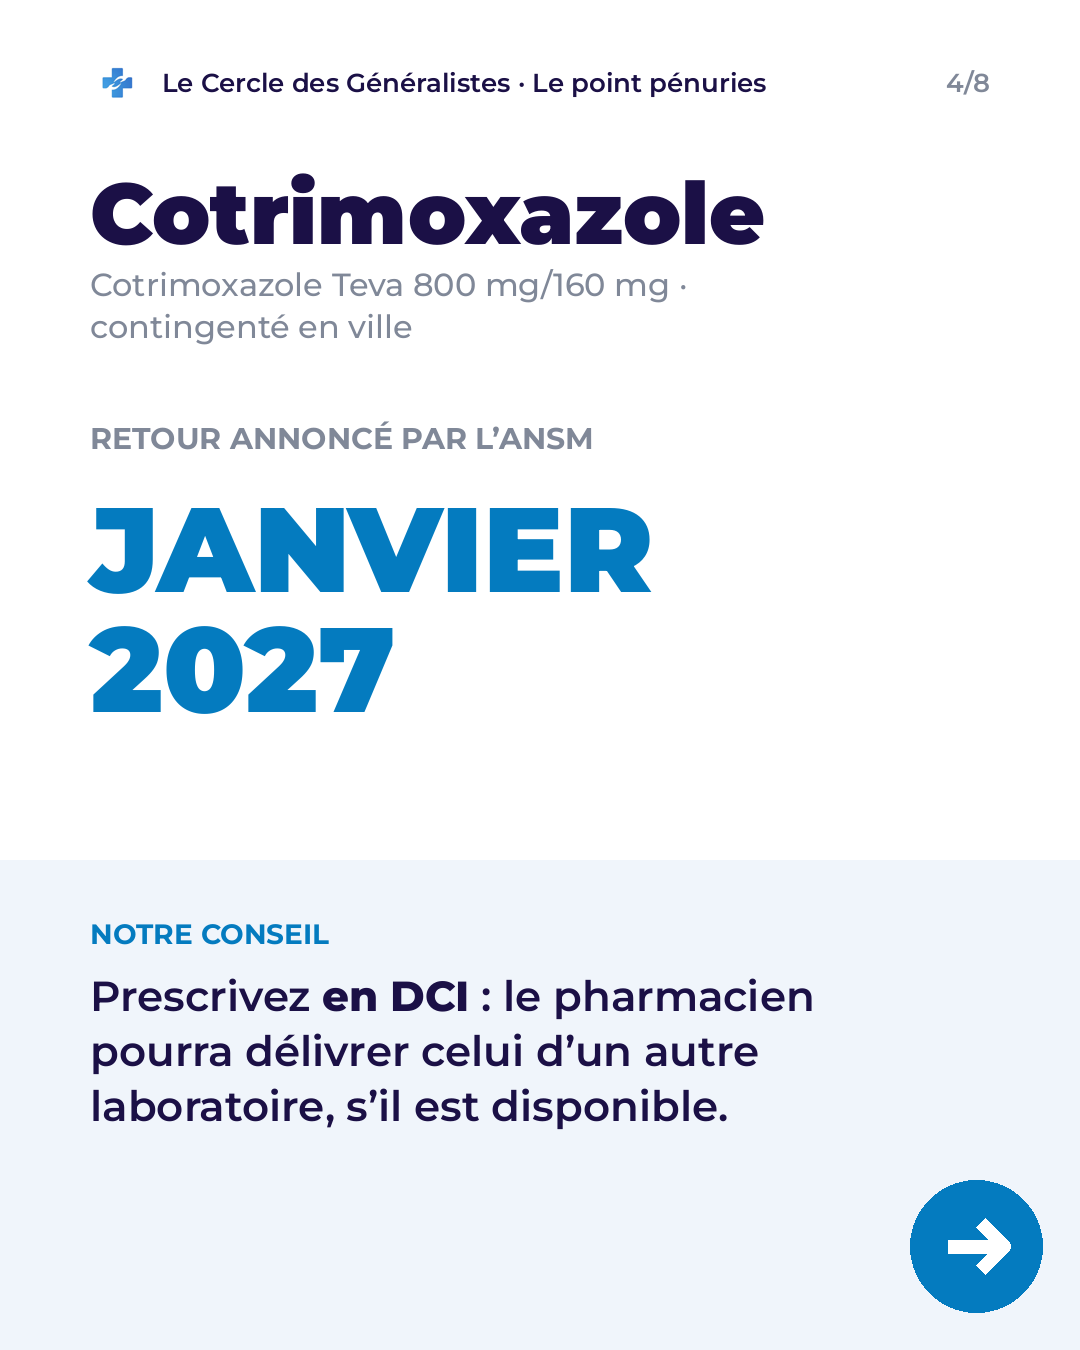 Le Cercle des Généralistes · Le point pénuries
4/8
Cotrimoxazole
Cotrimoxazole Teva 800 mg/160 mg ·
contingenté en ville
RETOUR ANNONCÉ PAR L’ANSM
JANVIER
2027
NOTRE CONSEIL
Prescrivez en DCI : le pharmacien
pourra délivrer celui d’un autre
laboratoire, s’il est disponible.